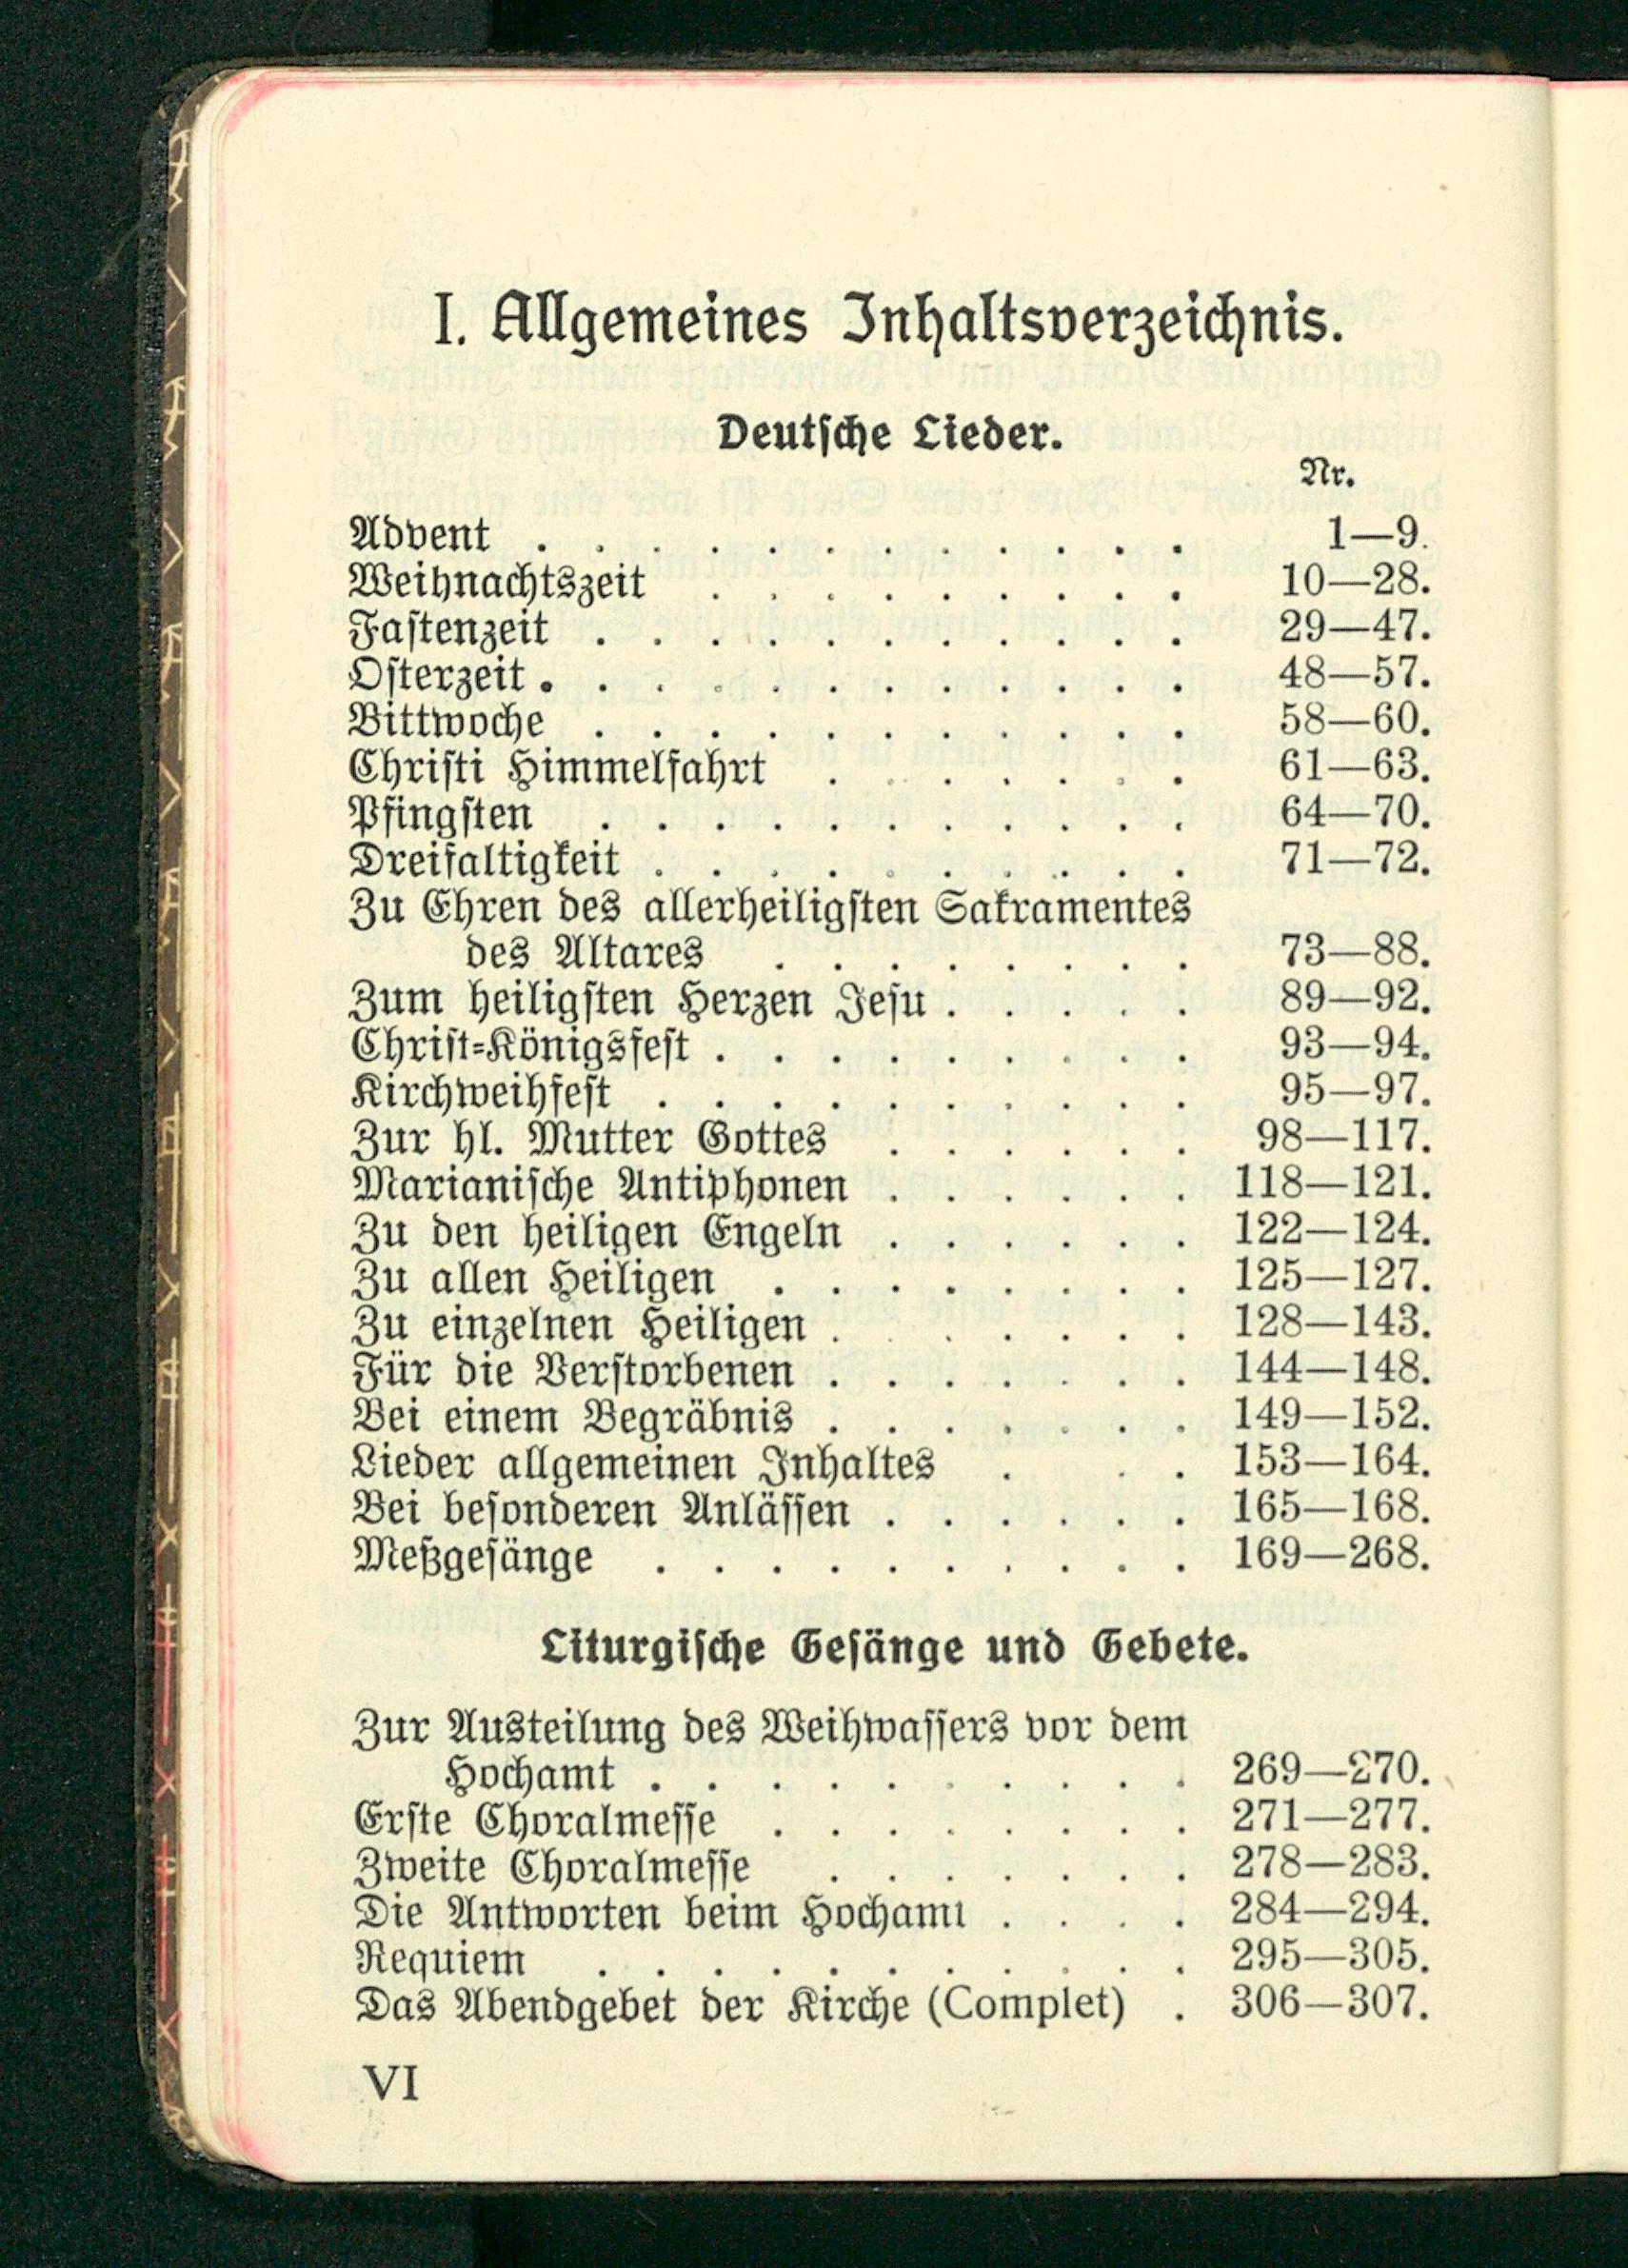 I. Allgemeines Inhaltsverzeichnis.
Deutsche Lieder.
Nr.
Advent . . . . . . . . . . . . 1—9.
Weihnachtszeit . . . . . . . . . 10—28.
Fastenzeit . . . . . . . . . . . 29—47.
Osterzeit . . . . . . . . . . . . 48—57.
Bittwoche . . . . . . . . . . . 58—60.
Christi Himmelfahrt . . . . . . . 61—63.
Pfingsten . . . . . . . . . . . 64—70.
Dreifaltigkeit . . . . . . . . . . 71—72.
Zu Ehren des allerheiligsten Sakramentes
des Altares . . . . . . . . 73—88.
Zum heiligsten Herzen Jesu . . . . . 89—92.
Christ-Königsfest . . . . . . . . . 93—94.
Kirchweihfest . . . . . . . . . . 95—97.
Zur hl. Mutter Gottes . . . . . . 98—117.
Marianische Antiphonen . . . . . . 118—121.
Zu den heiligen Engeln . . . . . . 122—124.
Zu allen Heiligen . . . . . . . . 125—127.
Zu einzelnen Heiligen . . . . . . . 128—143.
Für die Verstorbenen . . . . . . . 144—148.
Bei einem Begräbnis . . . . . . . 149—152.
Lieder allgemeinen Inhaltes . . . 153—164.
Bei besonderen Anlässen . . . . . . 165—168.
Meßgesänge . . . . . . . . . . 169—268.
Liturgische Gesänge und Gebete.
Zur Austeilung des Weihwassers vor dem
Hochamt . . . . . . . . . . 269—270.
Erste Choralmesse . . . . . . . . 271—277.
Zweite Choralmesse . . . . . . . 278—283.
Die Antworten beim Hochamt . . . . 284—294.
Requiem . . . . . . . . . . . 295—305.
Das Abendgebet der Kirche (Complet) . 306—307.
VI